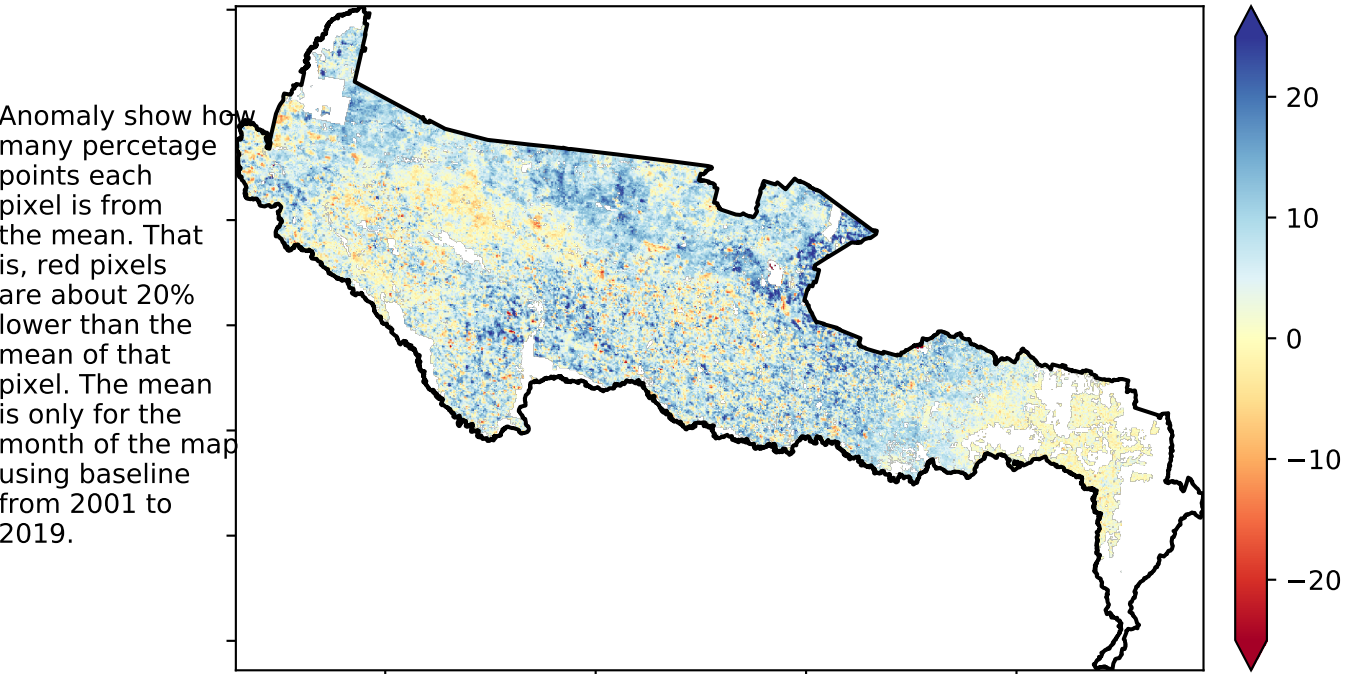 Anomaly show how
many percetage
points each
pixel is from
the mean. That
is, red pixels
are about 20%
lower than the
mean of that
pixel. The mean
is only for the
month of the map
using baseline
from 2001 to
2019.
20
10
0
−10
−20